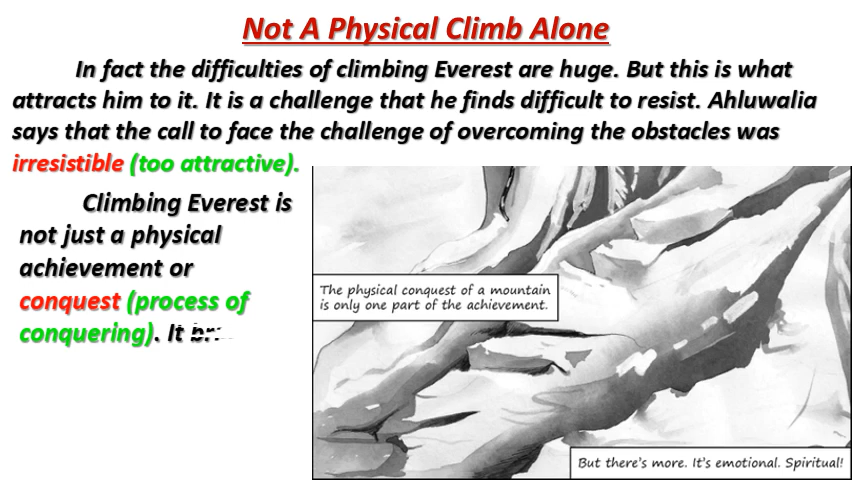 Not A Physical Climb Alone
In fact the difficulties of climbing Everest are huge. But this is what
attracts him to it. It is a challenge that he finds difficult to resist. Ahluwalia
says that the call to face the challenge of overcoming the obstacles was
irresistible (too attractive).
Climbing Everest is
not just a physical
achievement or
conquest (process of
conquering). It
The physical conquest of a mountain
is only one part of the achievement.
But there's more. It's emotional. Spiritual!